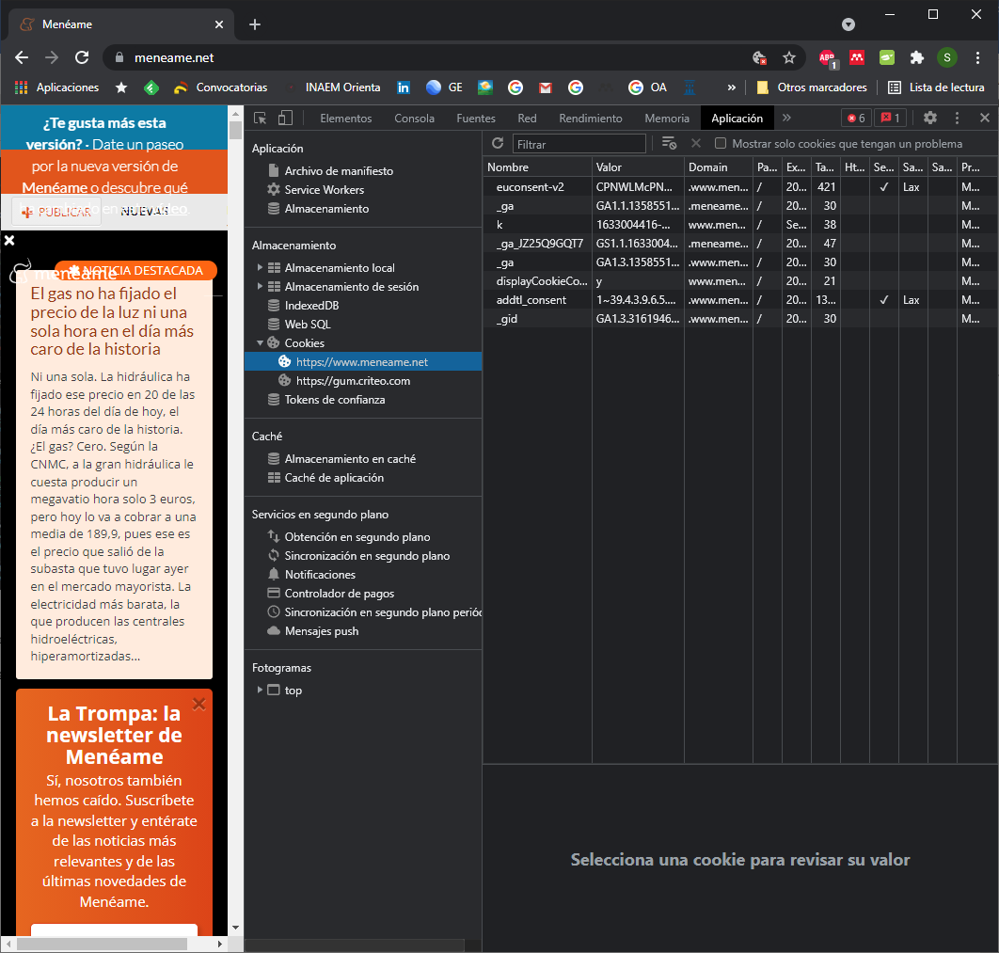 Menéame
meneame.net
ABP 1
S
Aplicaciones
Convocatorias
INAEM Orienta
in
GE
OA
»
Otros marcadores
Lista de lectura
¿Te gusta más esta
versión? - Date un paseo
por la nueva versión de
Menéame o descubre qué
ha cambiado en este vídeo.
PUBLICAR
NUEVAS
menéame
NOTICIA DESTACADA
El gas no ha fijado el
precio de la luz ni una
sola hora en el día más
caro de la historia
Ni una sola. La hidráulica ha
fijado ese precio en 20 de las
24 horas del día de hoy, el
día más caro de la historia.
¿El gas? Cero. Según la
CNMC, a la gran hidráulica le
cuesta producir un
megavatio hora solo 3 euros,
pero hoy lo va a cobrar a una
media de 189,9, pues ese es
el precio que salió de la
subasta que tuvo lugar ayer
en el mercado mayorista. La
electricidad más barata, la
que producen las centrales
hidroeléctricas,
hiperamortizadas...
La Trompa: la
newsletter de
Menéame
Sí, nosotros también
hemos caído. Suscríbete
a la newsletter y entérate
de las noticias más
relevantes y de las
últimas novedades de
Menéame.
Elementos Consola Fuentes Red Rendimiento Memoria Aplicación » 6 1
Aplicación
Archivo de manifiesto
Service Workers
Almacenamiento
Almacenamiento
Almacenamiento local
Almacenamiento de sesión
IndexedDB
Web SQL
Cookies
https://www.meneame.net
https://gum.criteo.com
Tokens de confianza
Caché
Almacenamiento en caché
Caché de aplicación
Servicios en segundo plano
Obtención en segundo plano
Sincronización en segundo plano
Notificaciones
Controlador de pagos
Sincronización en segundo plano periód
Mensajes push
Fotogramas
top
Filtrar
Mostrar solo cookies que tengan un problema
Nombre Valor Domain Pa... Ex... Ta... Ht... Se... Sa... Sa... Pr...
euconsent-v2 CPNWLMcPN... .www.men... / 20... 421 ✓ Lax M...
_ga GA1.1.1358551... .meneame... / 20... 30 M...
k 1633004416-... www.men... / Se... 38 M...
_ga_JZ25Q9GQT7 GS1.1.1633004... .meneame... / 20... 47 M...
_ga GA1.3.1358551... .www.men... / 20... 30 M...
displayCookieCo... y .www.men... / 20... 21 M...
addtl_consent 1~39.4.3.9.6.5.... .www.men... / 20... 13... ✓ Lax M...
_gid GA1.3.3161946... .www.men... / 20... 30 M...
Selecciona una cookie para revisar su valor